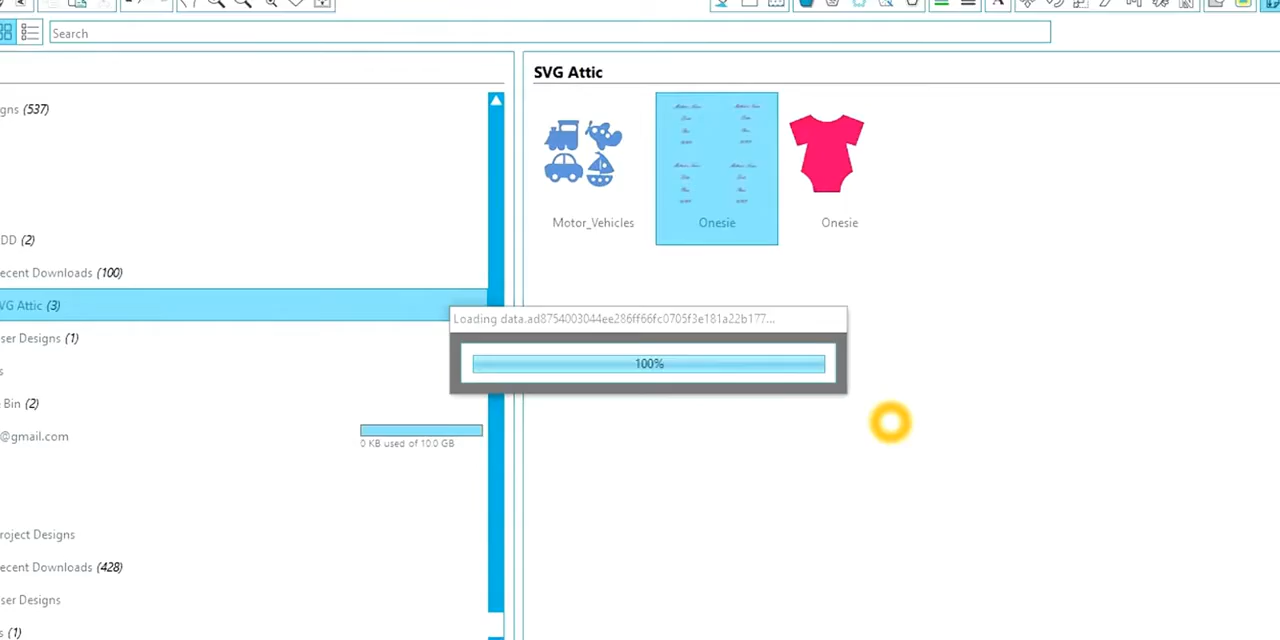 Search
SVG Attic
gns (537)
DD (2)
ecent Downloads (100)
VG Attic (3)
ser Designs (1)
s
Bin (2)
@gmail.com
0 KB used of 10.0 GB
roject Designs
ecent Downloads (428)
ser Designs
s (1)
Motor_Vehicles
Onesie
Onesie
Loading data.ad8754003044ee286ff66fc0705f3e181a22b177...
100%